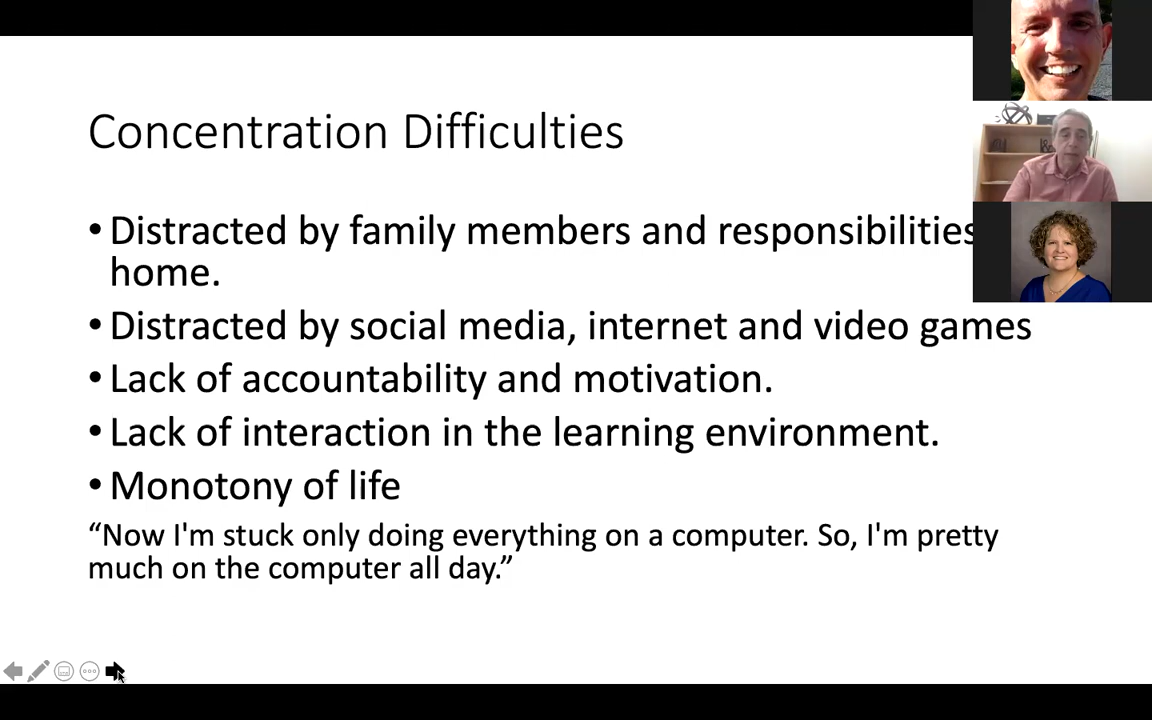 Concentration Difficulties
• Distracted by family members and responsibilities
home.
• Distracted by social media, internet and video games
• Lack of accountability and motivation.
• Lack of interaction in the learning environment.
• Monotony of life
“Now I'm stuck only doing everything on a computer. So, I'm pretty
much on the computer all day.”